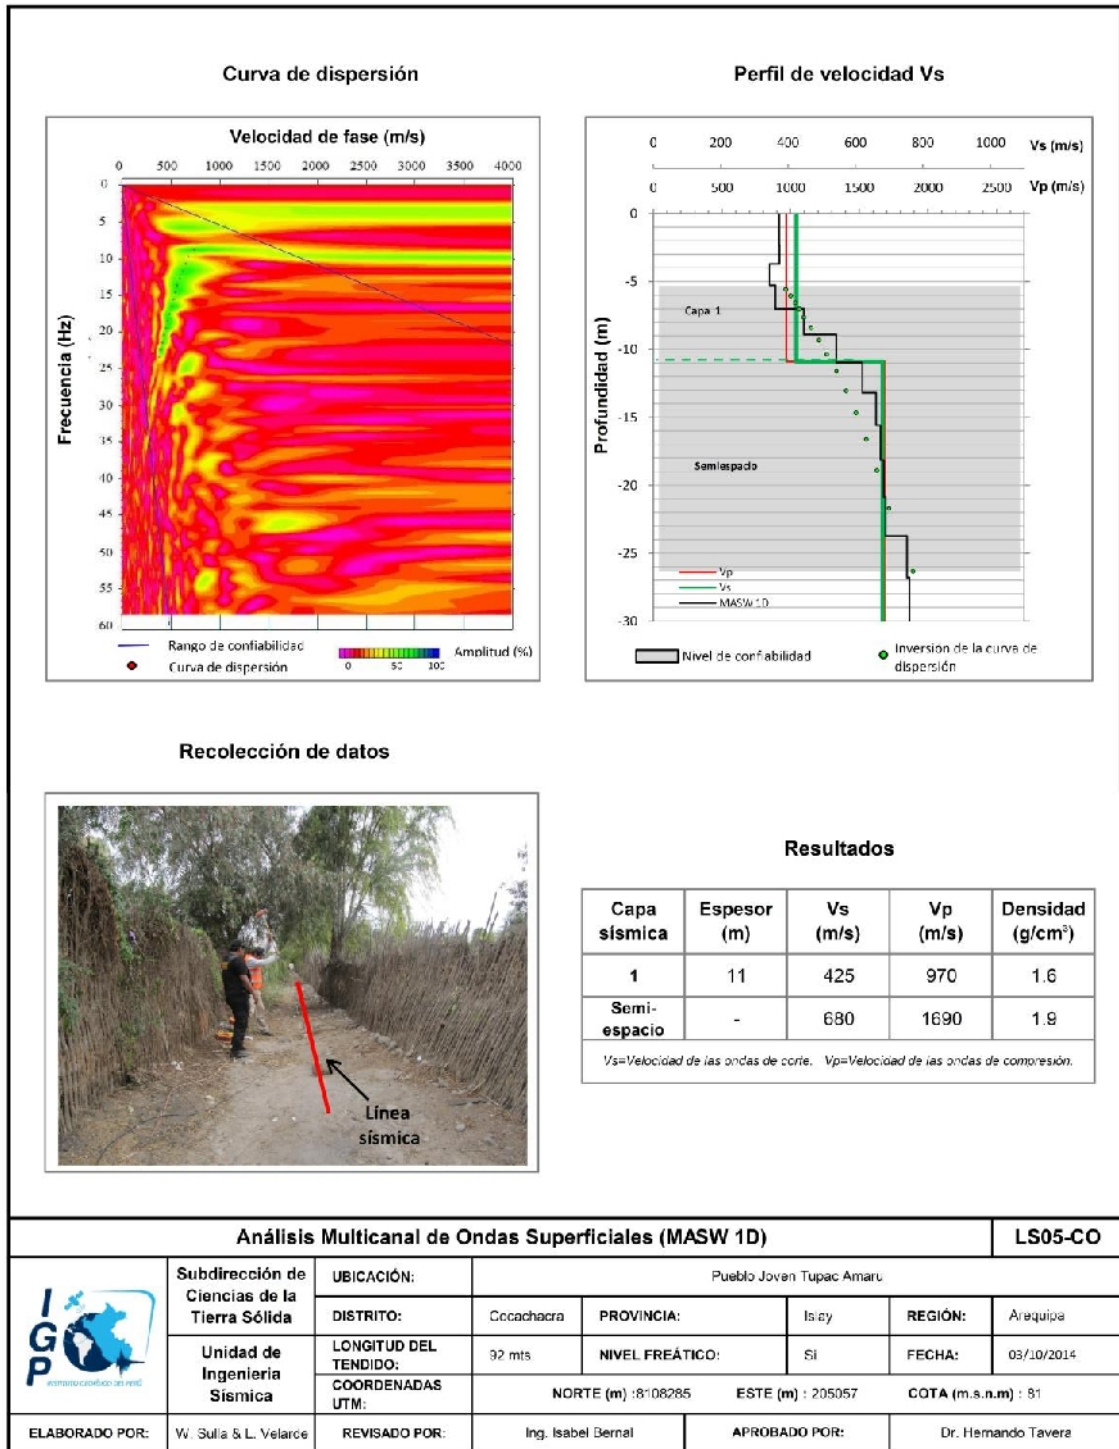 Curva de dispersión
Perfil de velocidad Vs
Velocidad de fase (m/s)
0 500 1000 1500 2000 2500 3000 3500 4000
Frecuencia (Hz)
0
5
10
15
20
25
30
35
40
45
50
55
60
Rango de confiabilidad
Curva de dispersión
0 50 100
Amplitud (%)
0 200 400 600 800 1000 Vs (m/s)
0 500 1000 1500 2000 2500 Vp (m/s)
Profundidad (m)
0
-5
-10
-15
-20
-25
-30
Capa 1
Semiespacio
Vp
Vs
MASW 1D
Nivel de confiabilidad
Inversión de la curva de
dispersión
Recolección de datos
Línea
sísmica
Resultados
Capa sísmica Espesor (m) Vs (m/s) Vp (m/s) Densidad (g/cm³)
1 11 425 970 1.6
Semi-espacio - 680 1690 1.9
Vs=Velocidad de las ondas de corte. Vp=Velocidad de las ondas de compresión.
Análisis Multicanal de Ondas Superficiales (MASW 1D) LS05-CO
IGP
INSTITUTO GEOFÍSICO DEL PERÚ
Subdirección de
Ciencias de la
Tierra Sólida
Unidad de
Ingeniería
Sísmica
UBICACIÓN: Pueblo Joven Tupac Amaru
DISTRITO: Cocachacra PROVINCIA: Islay REGIÓN: Arequipa
LONGITUD DEL TENDIDO: 92 mts NIVEL FREÁTICO: Si FECHA: 03/10/2014
COORDENADAS UTM: NORTE (m) :8108285 ESTE (m) : 205057 COTA (m.s.n.m) : 81
ELABORADO POR: W. Sulla & L. Velarde REVISADO POR: Ing. Isabel Bernal APROBADO POR: Dr. Hernando Tavera